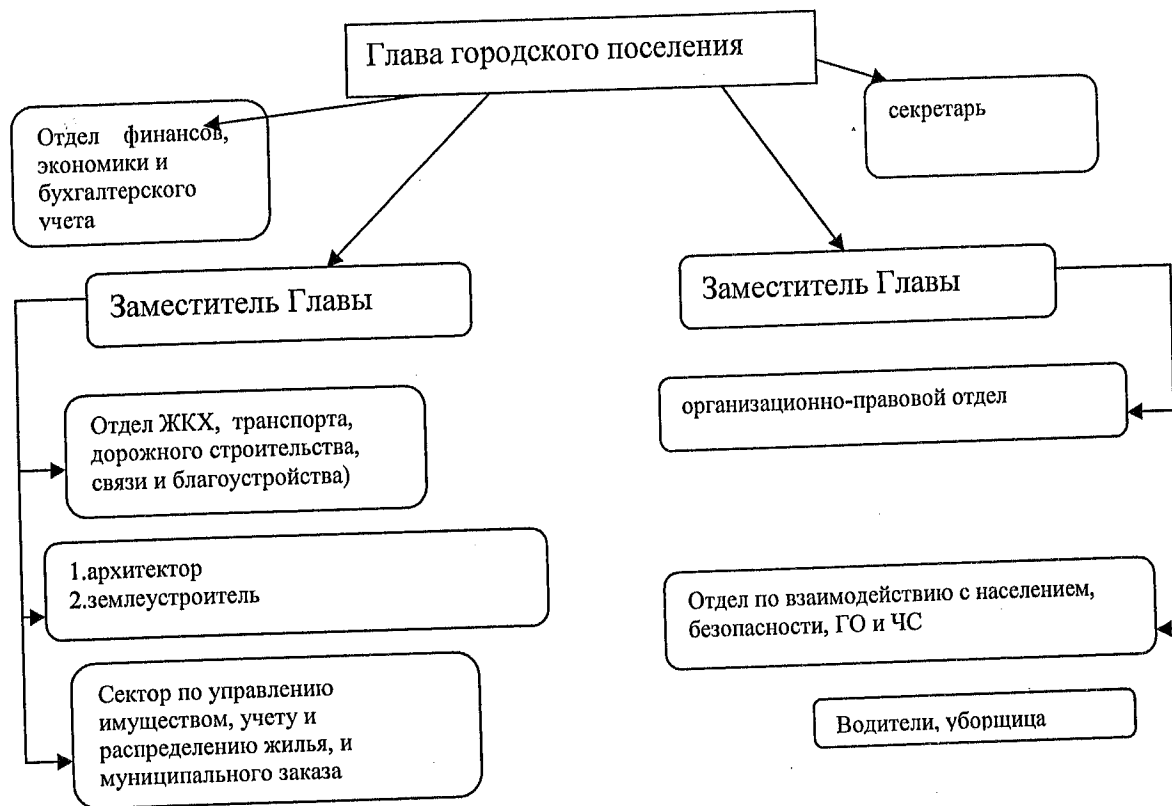 Глава городского поселения
Отдел финансов,
экономики и
бухгалтерского
учета
секретарь
Заместитель Главы
Заместитель Главы
Отдел ЖКХ, транспорта,
дорожного строительства,
связи и благоустройства)
организационно-правовой отдел
1.архитектор
2.землеустроитель
Отдел по взаимодействию с населением,
безопасности, ГО и ЧС
Сектор по управлению
имуществом, учету и
распределению жилья, и
муниципального заказа
Водители, уборщица